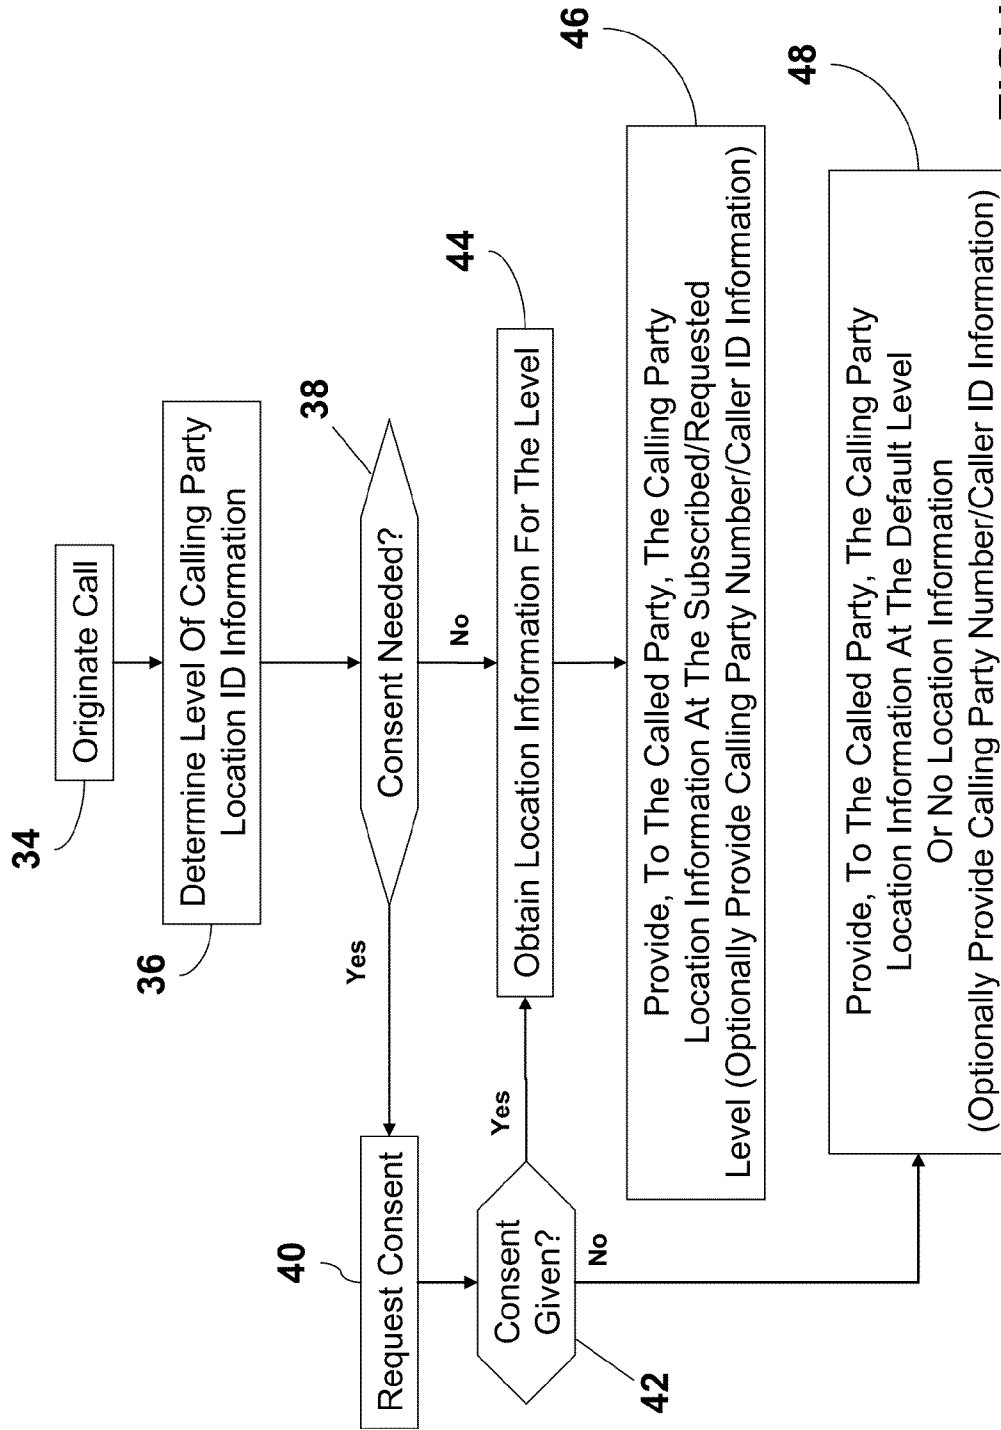 34
Originate Call
36
Determine Level Of Calling Party
Location ID Information
38
Consent Needed?
Yes
No
40
Request Consent
42
Consent
Given?
Yes
No
44
Obtain Location Information For The Level
46
Provide, To The Called Party, The Calling Party
Location Information At The Subscribed/Requested
Level (Optionally Provide Calling Party Number/Caller ID Information)
48
Provide, To The Called Party, The Calling Party
Location Information At The Default Level
Or No Location Information
(Optionally Provide Calling Party Number/Caller ID Information)